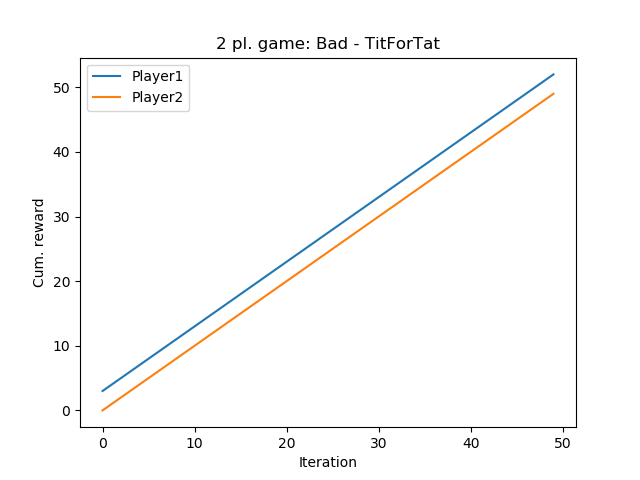 2 pl. game: Bad - TitForTat
Player1
Player2
Cum. reward
50
40
30
20
10
0
0 10 20 30 40 50
Iteration